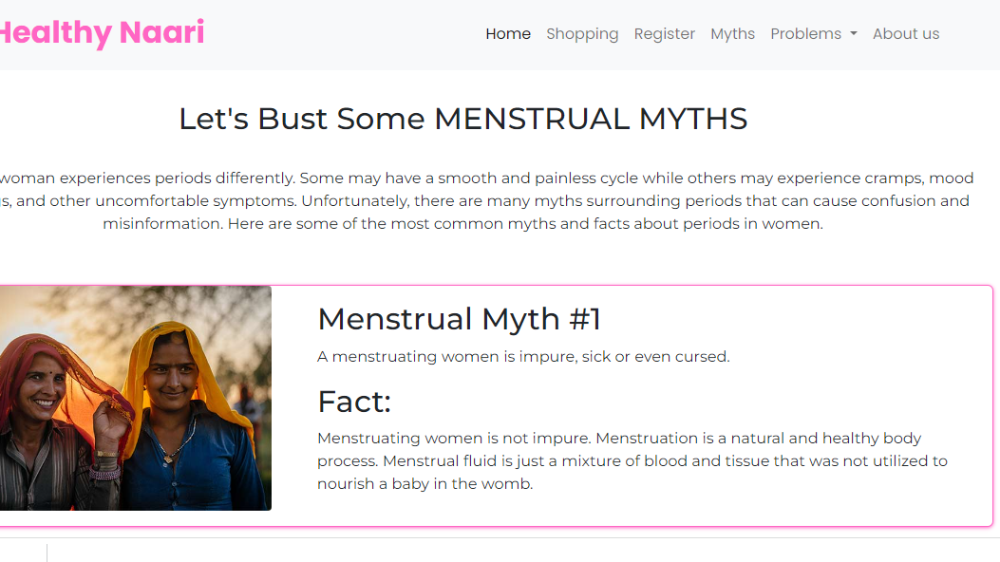 Healthy Naari
Home Shopping Register Myths Problems About us
Let's Bust Some MENSTRUAL MYTHS
woman experiences periods differently. Some may have a smooth and painless cycle while others may experience cramps, mood
and other uncomfortable symptoms. Unfortunately, there are many myths surrounding periods that can cause confusion and
misinformation. Here are some of the most common myths and facts about periods in women.
Menstrual Myth #1
A menstruating women is impure, sick or even cursed.
Fact:
Menstruating women is not impure. Menstruation is a natural and healthy body
process. Menstrual fluid is just a mixture of blood and tissue that was not utilized to
nourish a baby in the womb.